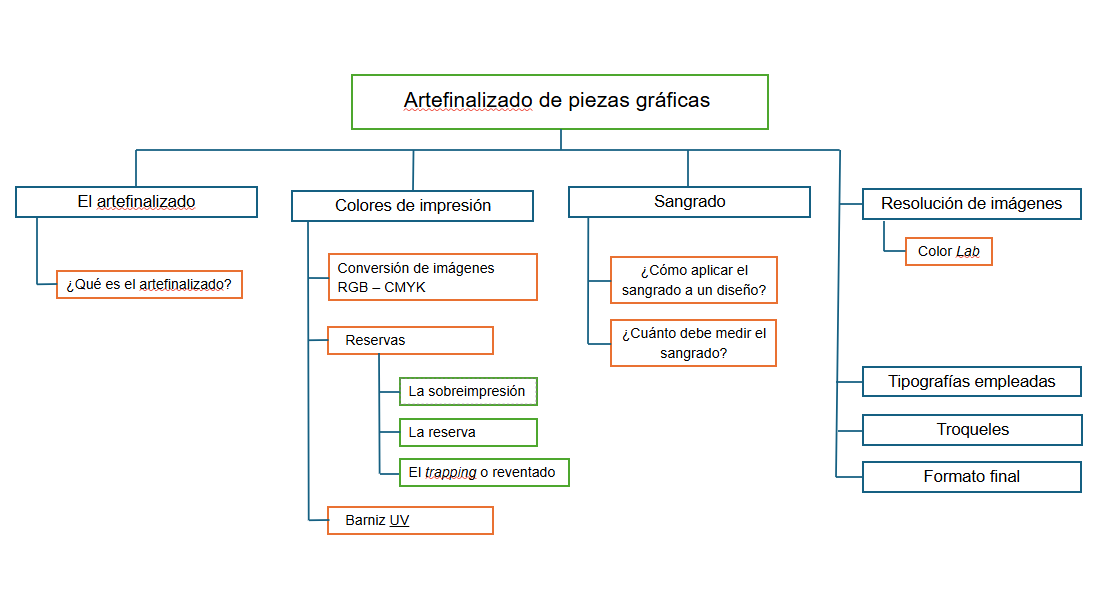 Artefinalizado de piezas gráficas
El artefinalizado
¿Qué es el artefinalizado?
Colores de impresión
Conversión de imágenes
RGB – CMYK
Reservas
La sobreimpresión
La reserva
El trapping o reventado
Barniz UV
Sangrado
¿Cómo aplicar el
sangrado a un diseño?
¿Cuánto debe medir el
sangrado?
Resolución de imágenes
Color Lab
Tipografías empleadas
Troqueles
Formato final